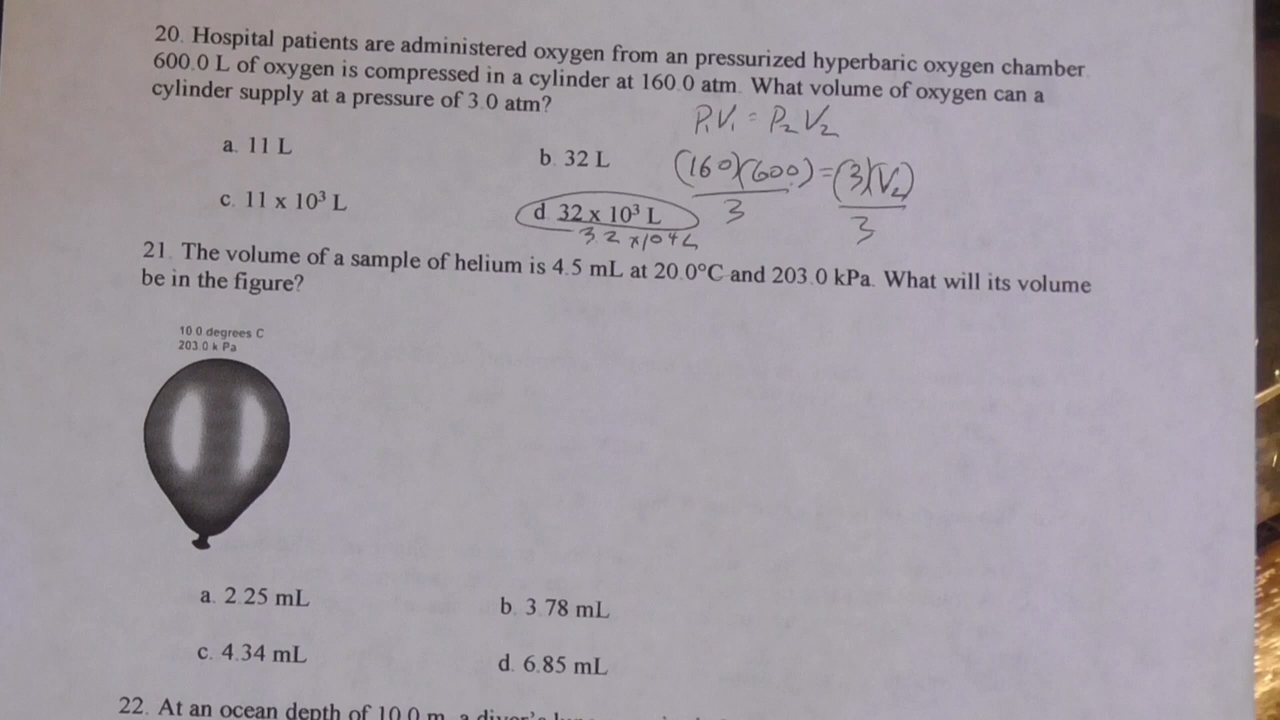 20. Hospital patients are administered oxygen from an pressurized hyperbaric oxygen chamber.
600.0 L of oxygen is compressed in a cylinder at 160.0 atm. What volume of oxygen can a
cylinder supply at a pressure of 3.0 atm?
P₁V₁ = P₂V₂
a. 11 L
b. 32 L
(160)(600) = (3)(V₂)
3
3
c. 11 x 10³ L
d. 32 x 10³ L
3.2 x10 4 L
21. The volume of a sample of helium is 4.5 mL at 20.0°C and 203.0 kPa. What will its volume
be in the figure?
10.0 degrees C
203.0 k Pa
a. 2.25 mL
b. 3.78 mL
c. 4.34 mL
d. 6.85 mL
22. At an ocean depth of 10.0 m, a diver's